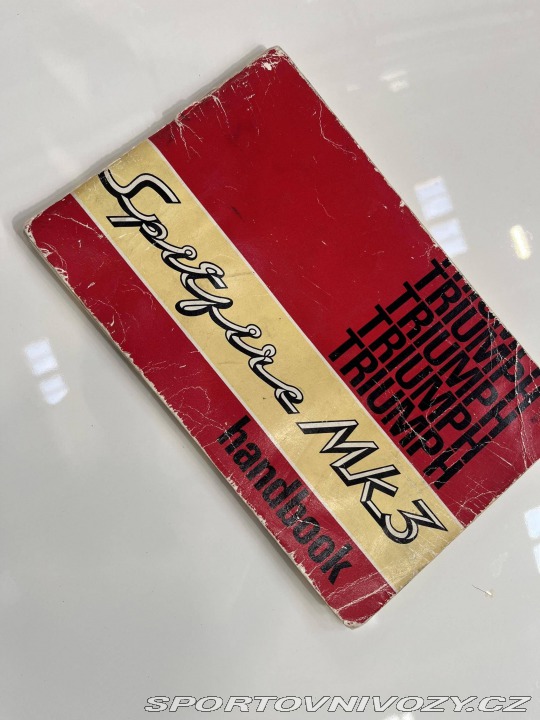 Spitfire MK3
TRIUMPH
TRIUMPH
TRIUMPH
TRIUMPH
handbook
SPORTOVNIVOZY.CZ